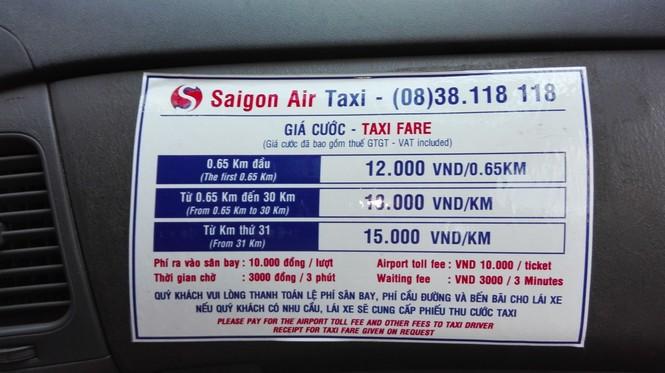 Saigon Air Taxi - (08)38.118 118
GIÁ CƯỚC - TAXI FARE
(Giá cước đã bao gồm thuế GTGT - VAT included)
0.65 Km đầu
(The first 0.65 Km)
12.000 VND/0.65KM
Từ 0.65 Km đến 30 Km
(From 0.65 Km to 30 Km)
VND/KM
Từ Km thứ 31
(From 31 Km)
15.000 VND/KM
Phí ra vào sân bay : 10.000 đồng / lượt
Airport toll fee : VND 10.000 / ticket
Thời gian chờ : 3000 đồng / 3 phút
Waiting fee : VND 3000 / 3 Minutes
QUÝ KHÁCH VUI LÒNG THANH TOÁN LỆ PHÍ SÂN BAY, PHÍ CẦU ĐƯỜNG VÀ BẾN BÃI CHO LÁI XE
NẾU QUÝ KHÁCH CÓ NHU CẦU, LÁI XE SẼ CUNG CẤP PHIẾU THU CƯỚC TAXI
PLEASE PAY FOR THE AIRPORT TOLL FEE AND OTHER FEES TO TAXI DRIVER
RECEIPT FOR TAXI FARE GIVEN ON REQUEST